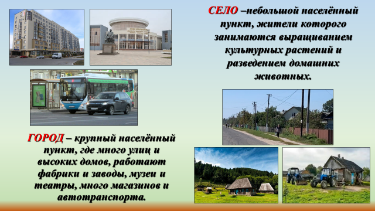 СЕЛО –небольшой населённый
пункт, жители которого
занимаются выращиванием
культурных растений и
разведением домашних
животных.
ГОРОД – крупный населённый
пункт, где много улиц и
высоких домов, работают
фабрики и заводы, музеи и
театры, много магазинов и
автотранспорта.